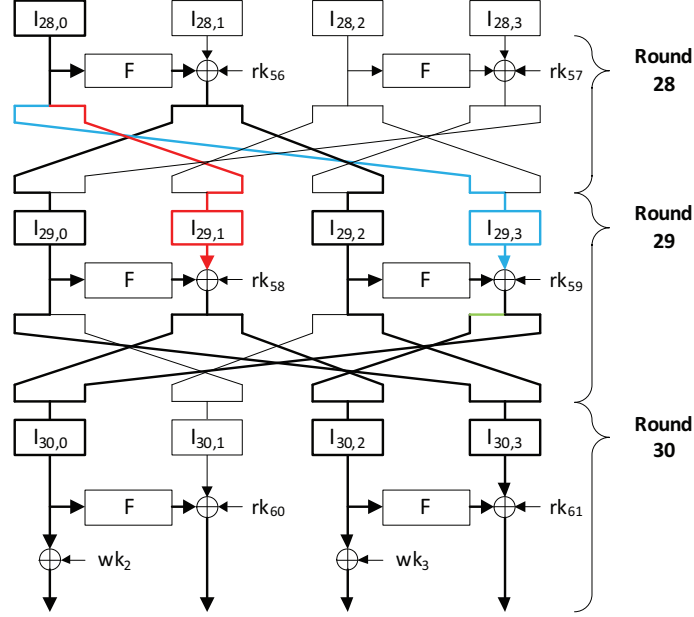 I28,0 I28,1 I28,2 I28,3
F rk56 F rk57
Round
28
I29,0 I29,1 I29,2 I29,3
F rk58 F rk59
Round
29
I30,0 I30,1 I30,2 I30,3
Round
30
F rk60 F rk61
wk2 wk3